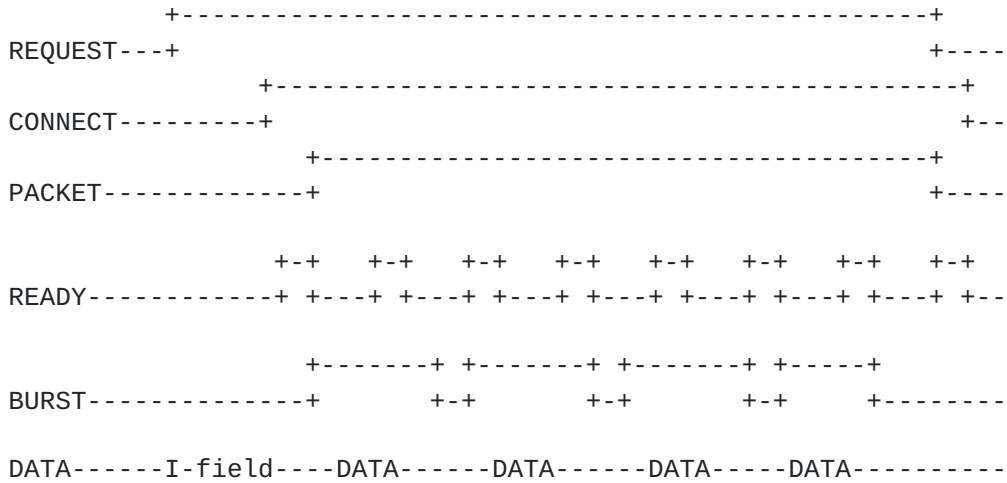 +------------------------------------------------+
REQUEST---+                                                +----
                +--------------------------------------------+
CONNECT---------+                                            +--
                   +---------------------------------------+
PACKET-------------+                                       +----
                 +-+   +-+   +-+   +-+   +-+   +-+   +-+   +-+
READY------------+ +---+ +---+ +---+ +---+ +---+ +---+ +---+ +--
                   +-------+ +-------+ +-------+ +-----+
BURST--------------+       +-+       +-+       +-+     +--------
DATA------I-field----DATA------DATA------DATA-----DATA----------